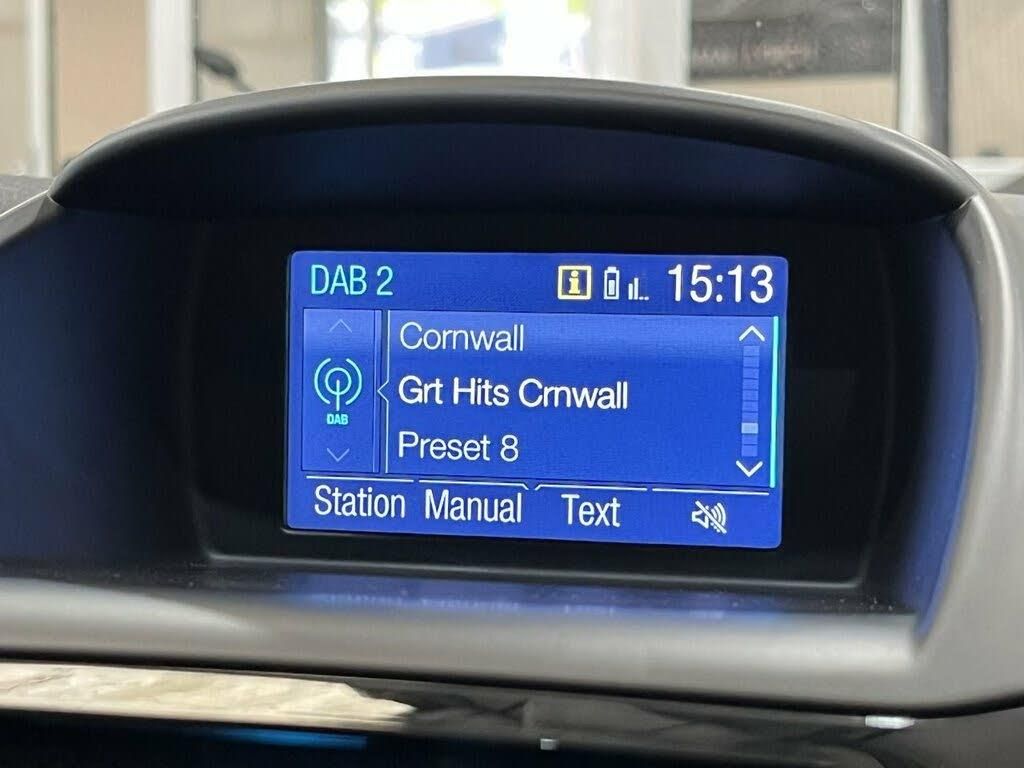 DAB 2 15:13
Cornwall
Grt Hits Crnwall
DAB
Preset 8
Station Manual Text